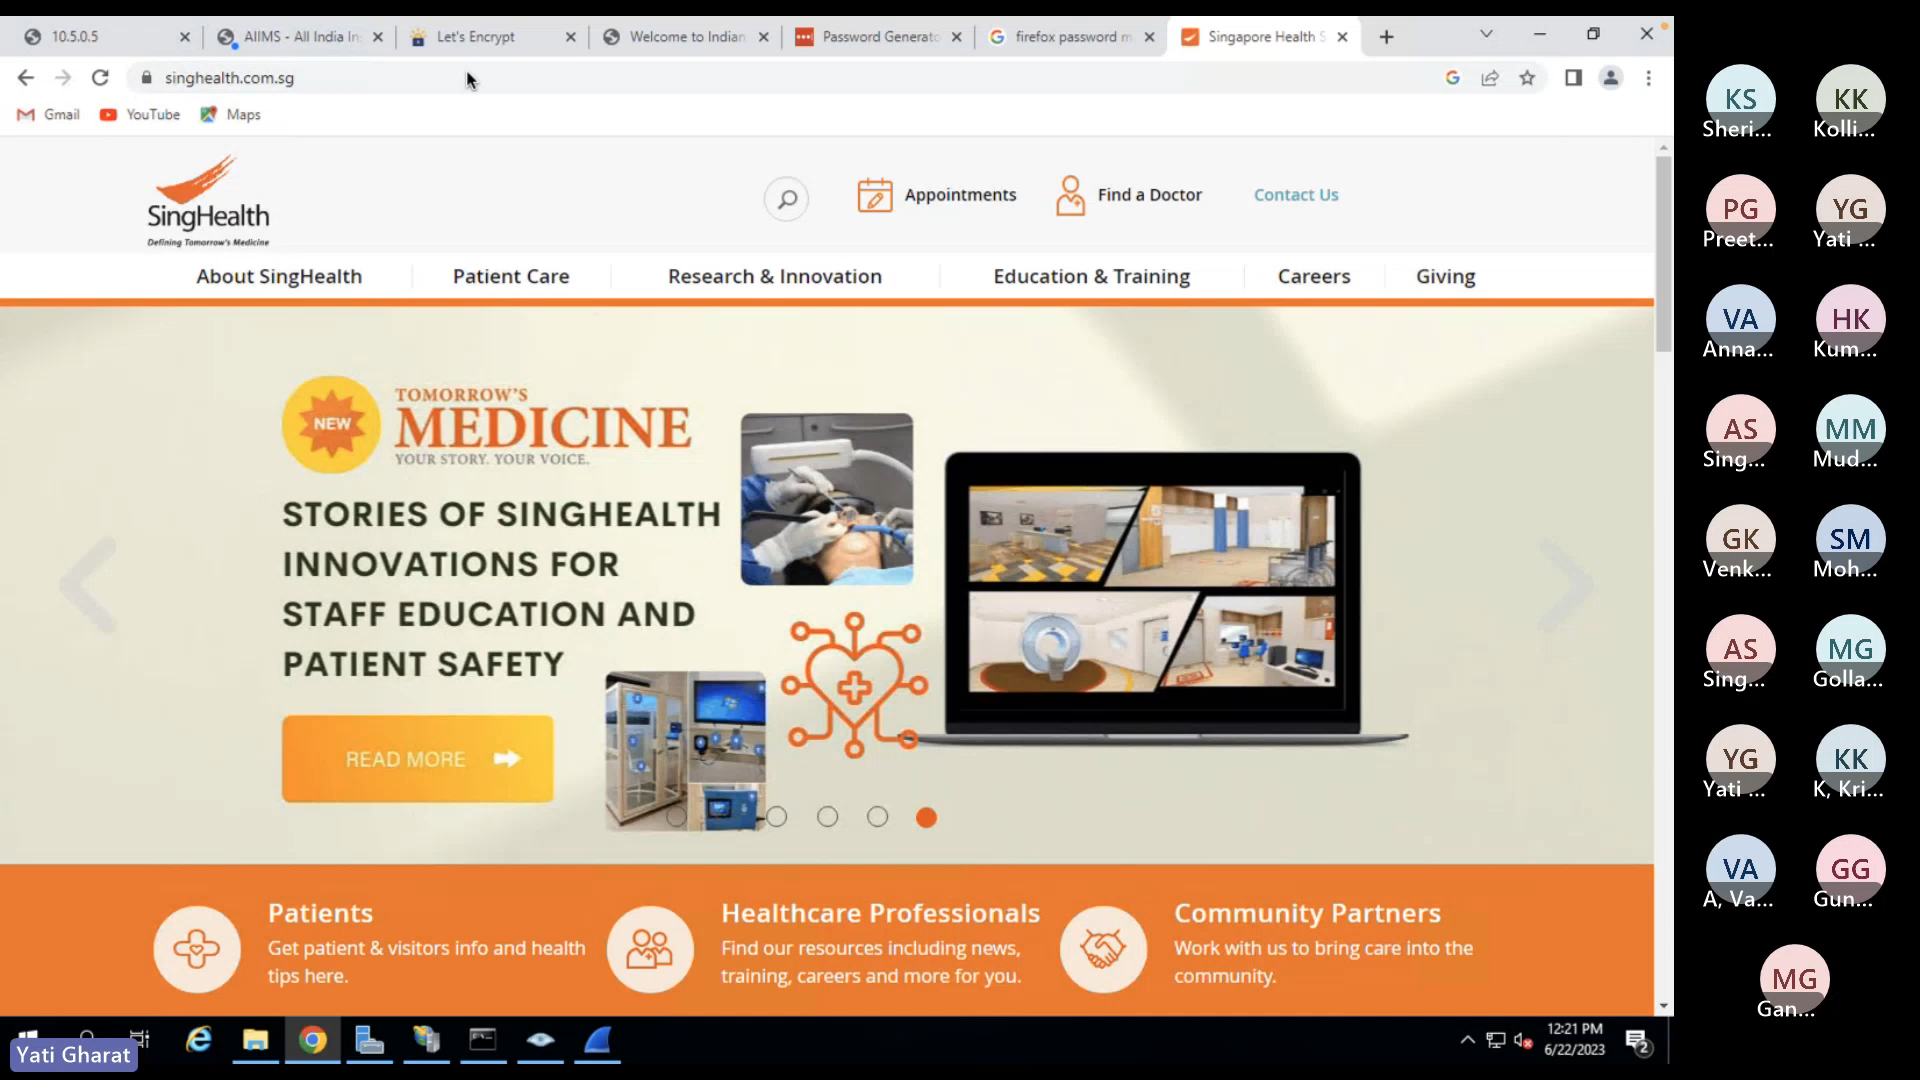 10.5.0.5
AIIMS - All India In
Let's Encrypt
Welcome to Indian
Password Generato
firefox password m
Singapore Health S
singhealth.com.sg
Gmail
YouTube
Maps
SingHealth
Defining Tomorrow's Medicine
Appointments
Find a Doctor
Contact Us
About SingHealth
Patient Care
Research & Innovation
Education & Training
Careers
Giving
NEW
TOMORROW'S
MEDICINE
YOUR STORY. YOUR VOICE.
STORIES OF SINGHEALTH
INNOVATIONS FOR
STAFF EDUCATION AND
PATIENT SAFETY
READ MORE
Patients
Get patient & visitors info and health
tips here.
Healthcare Professionals
Find our resources including news,
training, careers and more for you.
Community Partners
Work with us to bring care into the
community.
Yati Gharat
12:21 PM
6/22/2023
2
KS
Sheri...
KK
Kolli...
PG
Preet...
YG
Yati ...
VA
Anna...
HK
Kum...
AS
Sing...
MM
Mud...
GK
Venk...
SM
Moh...
AS
Sing...
MG
Golla...
YG
Yati ...
KK
K, Kri...
VA
A, Va...
GG
Gun...
MG
Gan...